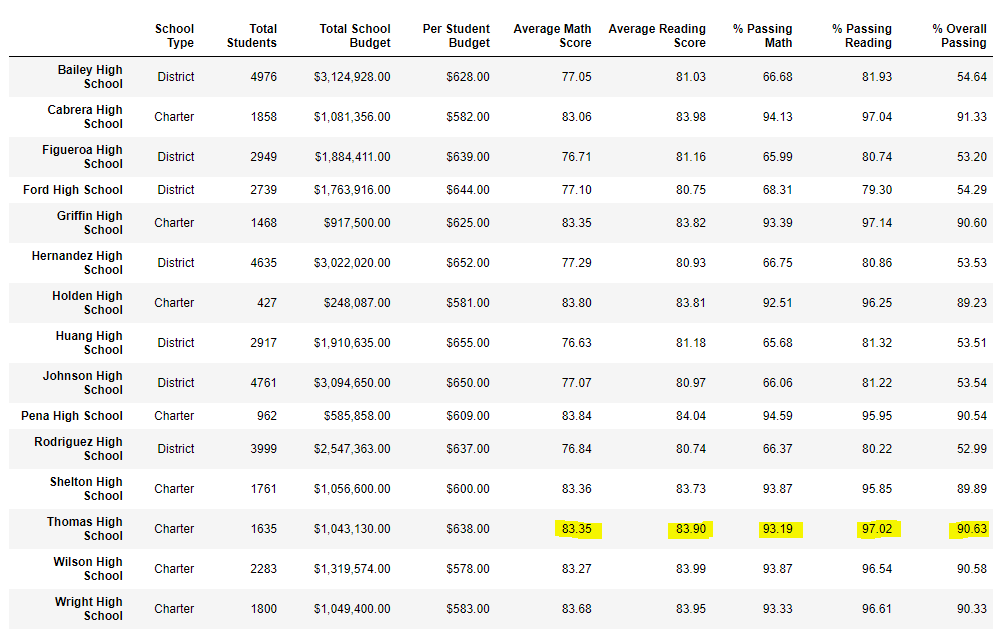 School Type Total Students Total School Budget Per Student Budget Average Math Score Average Reading Score % Passing Math % Passing Reading % Overall Passing
Bailey High School District 4976 $3,124,928.00 $628.00 77.05 81.03 66.68 81.93 54.64
Cabrera High School Charter 1858 $1,081,356.00 $582.00 83.06 83.98 94.13 97.04 91.33
Figueroa High School District 2949 $1,884,411.00 $639.00 76.71 81.16 65.99 80.74 53.20
Ford High School District 2739 $1,763,916.00 $644.00 77.10 80.75 68.31 79.30 54.29
Griffin High School Charter 1468 $917,500.00 $625.00 83.35 83.82 93.39 97.14 90.60
Hernandez High School District 4635 $3,022,020.00 $652.00 77.29 80.93 66.75 80.86 53.53
Holden High School Charter 427 $248,087.00 $581.00 83.80 83.81 92.51 96.25 89.23
Huang High School District 2917 $1,910,635.00 $655.00 76.63 81.18 65.68 81.32 53.51
Johnson High School District 4761 $3,094,650.00 $650.00 77.07 80.97 66.06 81.22 53.54
Pena High School Charter 962 $585,858.00 $609.00 83.84 84.04 94.59 95.95 90.54
Rodriguez High School District 3999 $2,547,363.00 $637.00 76.84 80.74 66.37 80.22 52.99
Shelton High School Charter 1761 $1,056,600.00 $600.00 83.36 83.73 93.87 95.85 89.89
Thomas High School Charter 1635 $1,043,130.00 $638.00 83.35 83.90 93.19 97.02 90.63
Wilson High School Charter 2283 $1,319,574.00 $578.00 83.27 83.99 93.87 96.54 90.58
Wright High School Charter 1800 $1,049,400.00 $583.00 83.68 83.95 93.33 96.61 90.33